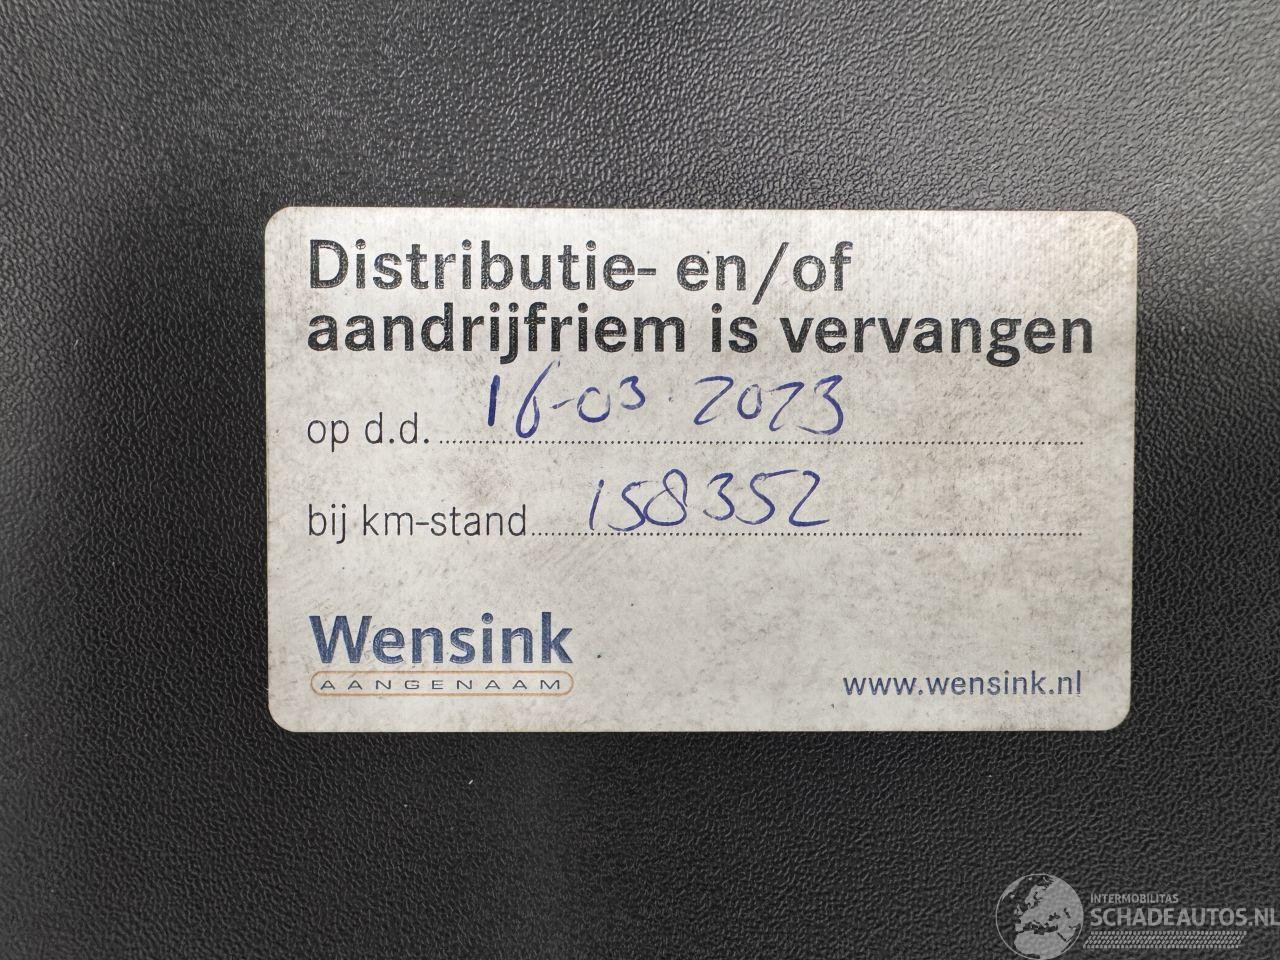 Distributie- en/of
aandrijfriem is vervangen
op d.d. 16-03-2023
bij km-stand 158352
Wensink
AANGENAAM
www.wensink.nl
INTERMOBILITAS
SCHADEAUTOS.NL